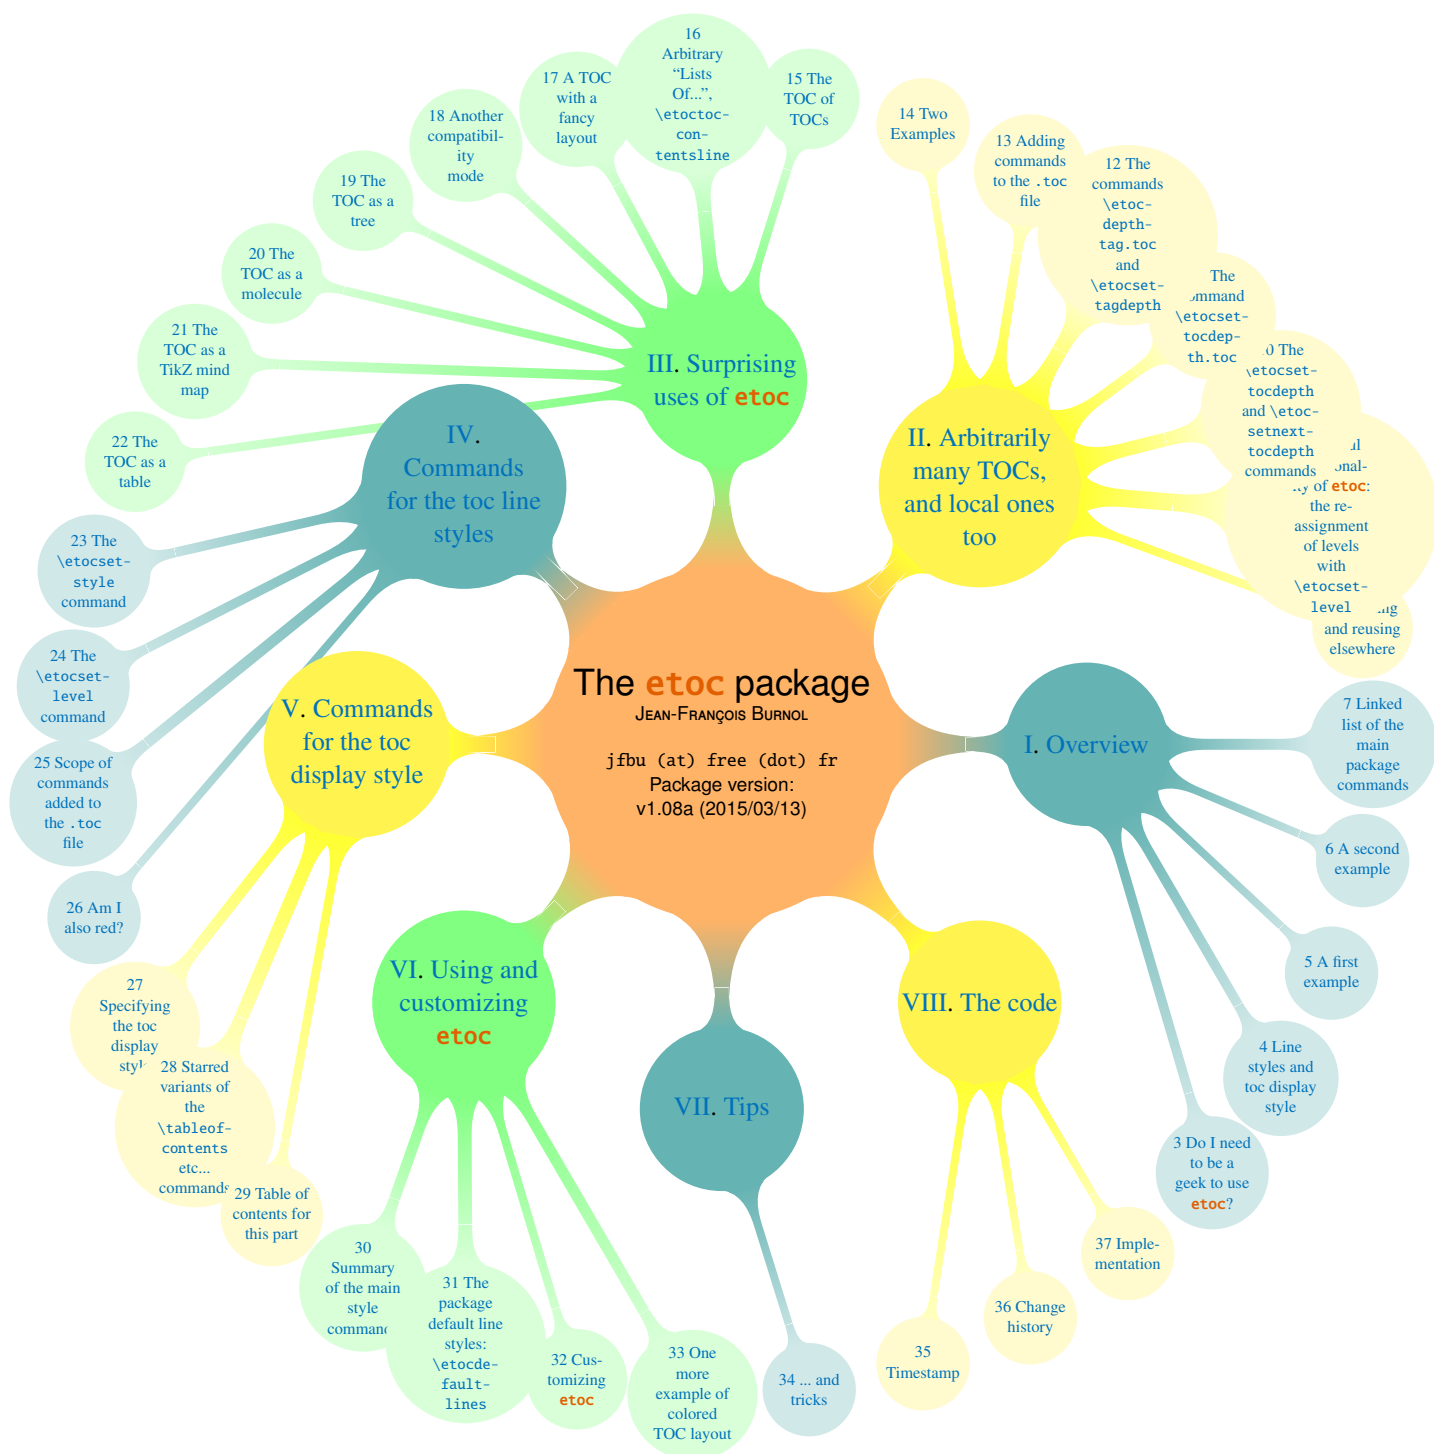 The etoc package
JEAN-FRANÇOIS BURNOL
jfbu (at) free (dot) fr
Package version:
v1.08a (2015/03/13)
I. Overview
3 Do I need
to be a
geek to use
etoc?
4 Line
styles and
toc display
style
5 A first
example
6 A second
example
7 Linked
list of the
main
package
commands
II. Arbitrarily
many TOCs,
and local ones
too
and reusing
elsewhere
of etoc:
the re-
assignment
of levels
with
\etocset-
level
The
\etocset-
tocdepth
and \etoc-
setnext-
tocdepth
commands
The
\etocset-
tocdep-
th.toc
12 The
commands
\etoc-
depth-
tag.toc
and
\etocset-
tagdepth
13 Adding
commands
to the .toc
file
14 Two
Examples
III. Surprising
uses of etoc
15 The
TOC of
TOCs
16
Arbitrary
“Lists
Of...”,
\etoctoc-
con-
tentsline
17 A TOC
with a
fancy
layout
18 Another
compatibil-
ity
mode
19 The
TOC as a
tree
20 The
TOC as a
molecule
21 The
TOC as a
TikZ mind
map
22 The
TOC as a
table
IV.
Commands
for the toc line
styles
23 The
\etocset-
style
command
24 The
\etocset-
level
command
25 Scope of
commands
added to
the .toc
file
26 Am I
also red?
V. Commands
for the toc
display style
27
Specifying
the toc
display
28 Starred
variants of
the
\tableof-
contents
etc...
commands
29 Table of
contents for
this part
VI. Using and
customizing
etoc
30
Summary
of the main
style
31 The
package
default line
styles:
\etocde-
fault-
lines
32 Cus-
tomizing
etoc
33 One
more
example of
colored
TOC layout
VII. Tips
34 ... and
tricks
VIII. The code
35
Timestamp
36 Change
history
37 Imple-
mentation